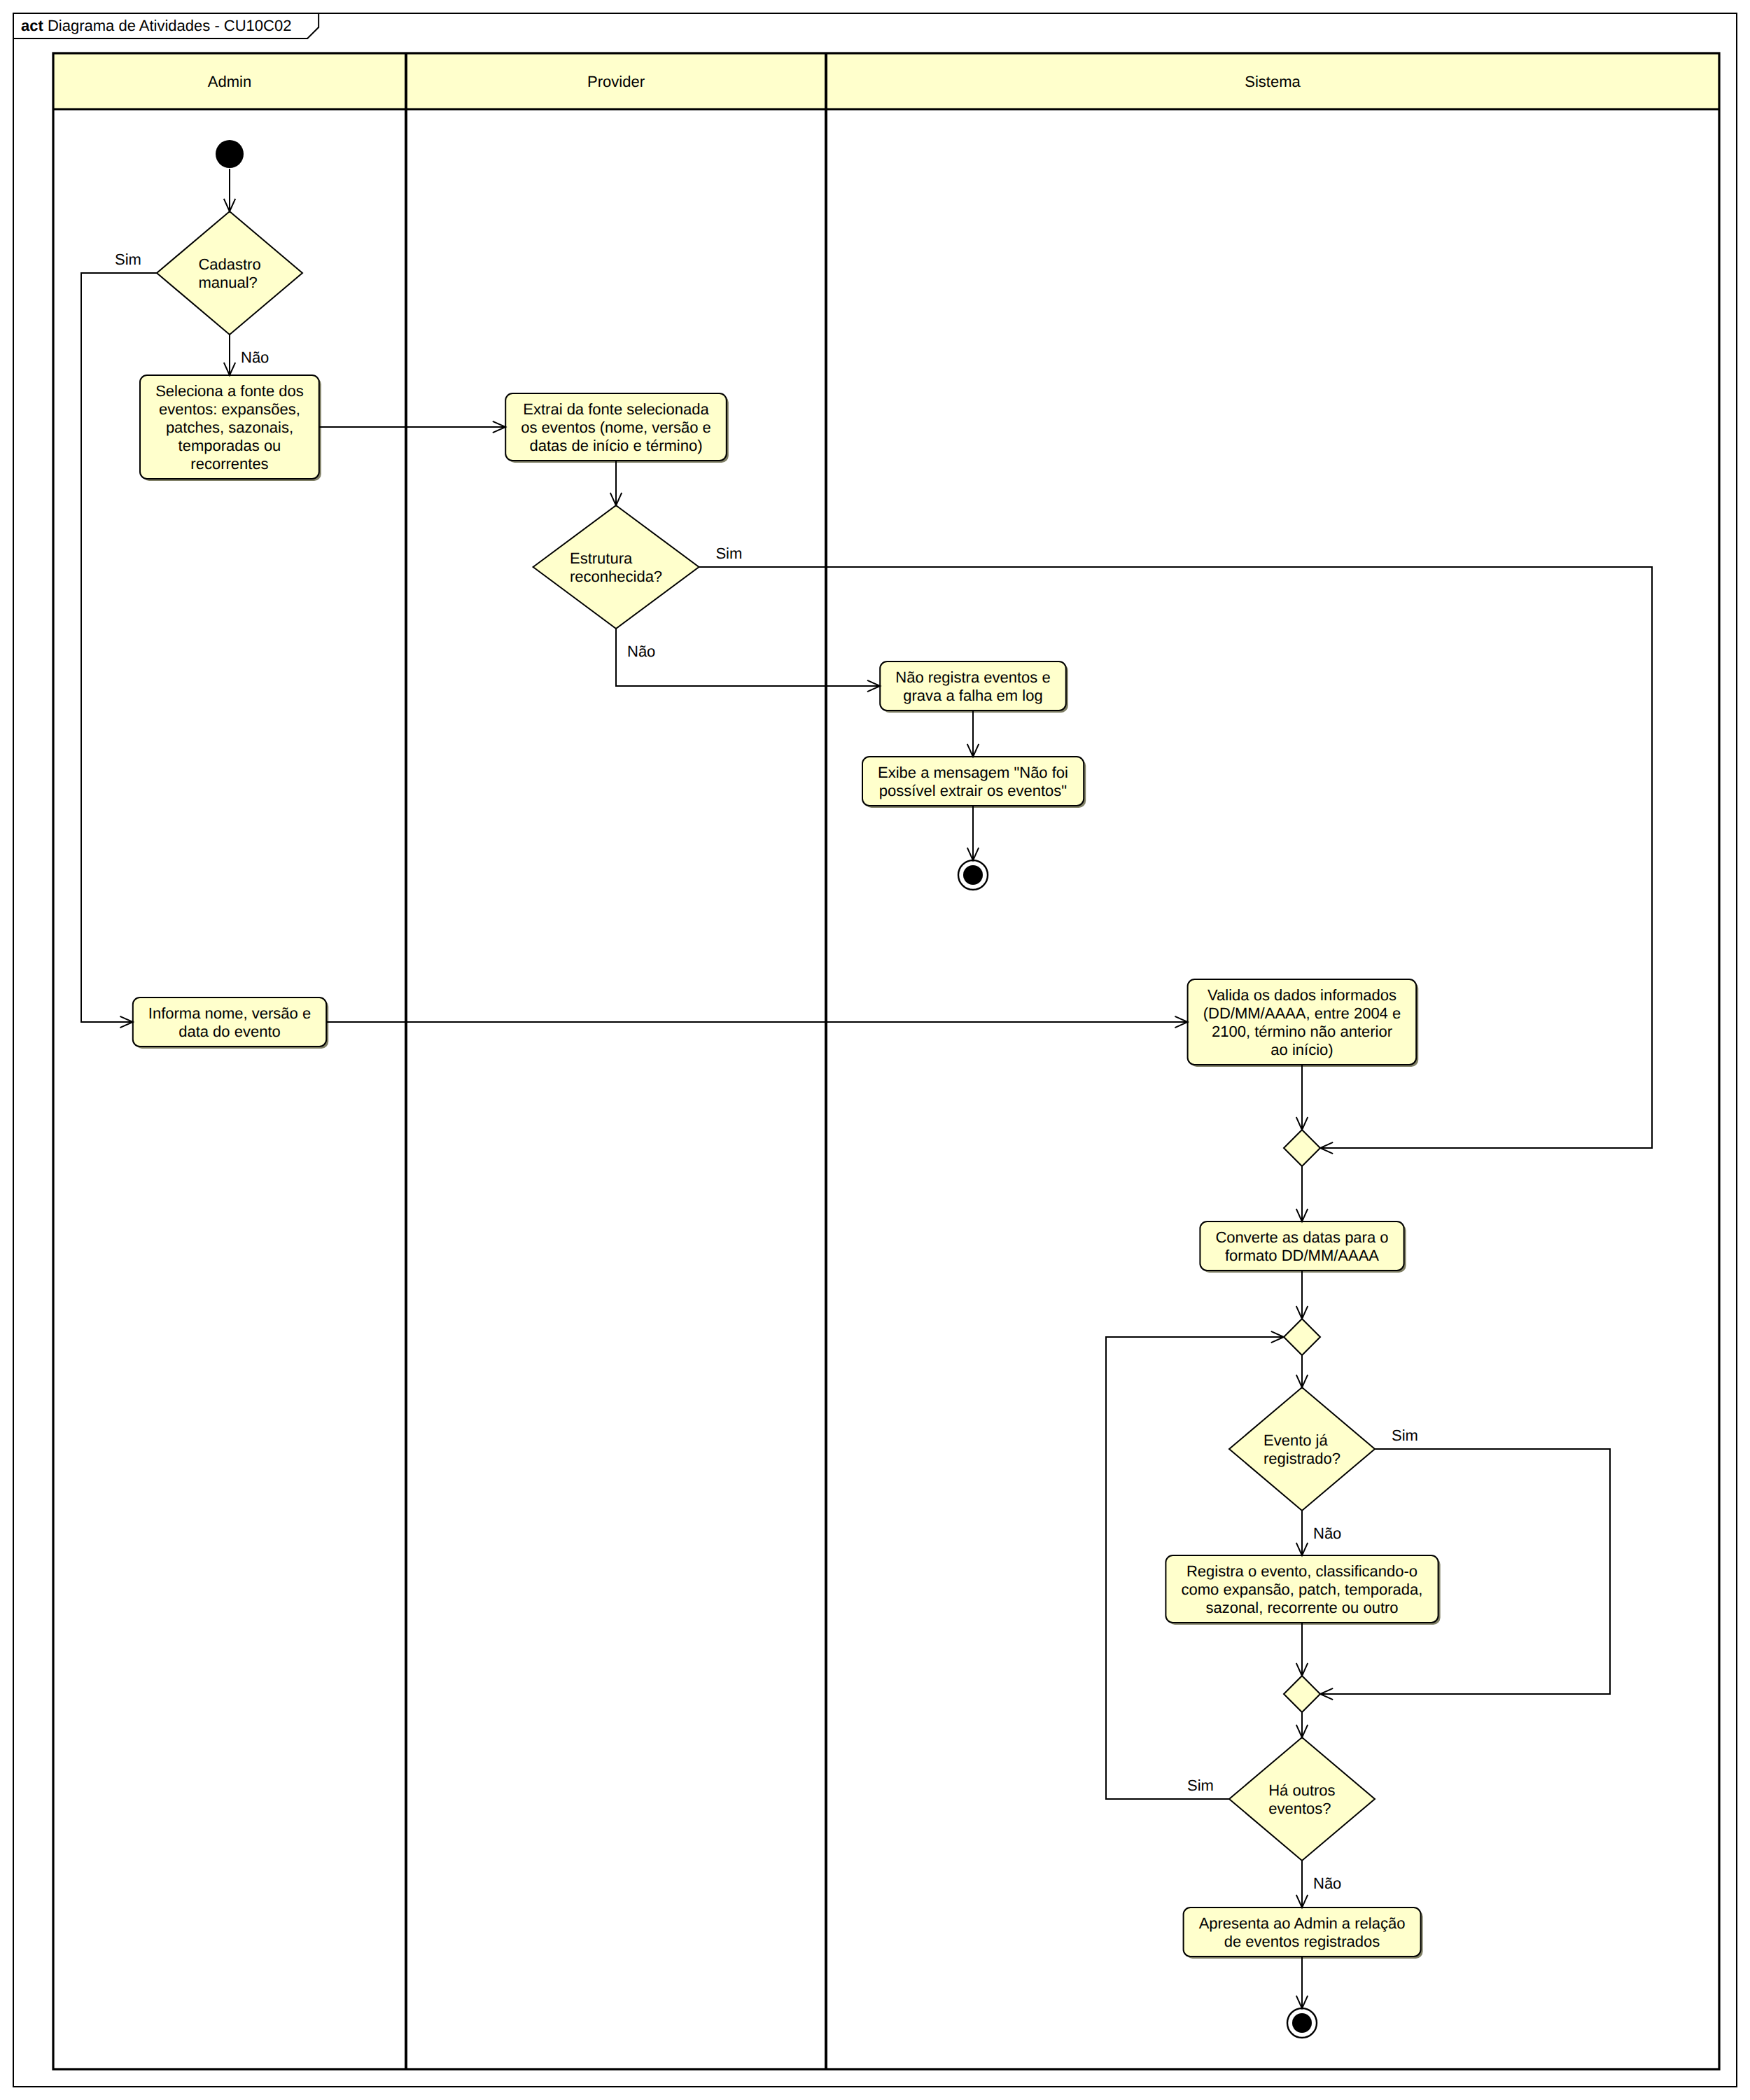 act Diagrama de Atividades - CU10C02
Admin
Provider
Sistema
Cadastro
manual?
Sim
Não
Seleciona a fonte dos
eventos: expansões,
patches, sazonais,
temporadas ou
recorrentes
Extrai da fonte selecionada
os eventos (nome, versão e
datas de início e término)
Estrutura
reconhecida?
Sim
Não
Não registra eventos e
grava a falha em log
Exibe a mensagem "Não foi
possível extrair os eventos"
Informa nome, versão e
data do evento
Valida os dados informados
(DD/MM/AAAA, entre 2004 e
2100, término não anterior
ao início)
Converte as datas para o
formato DD/MM/AAAA
Evento já
registrado?
Sim
Não
Registra o evento, classificando-o
como expansão, patch, temporada,
sazonal, recorrente ou outro
Há outros
eventos?
Sim
Não
Apresenta ao Admin a relação
de eventos registrados